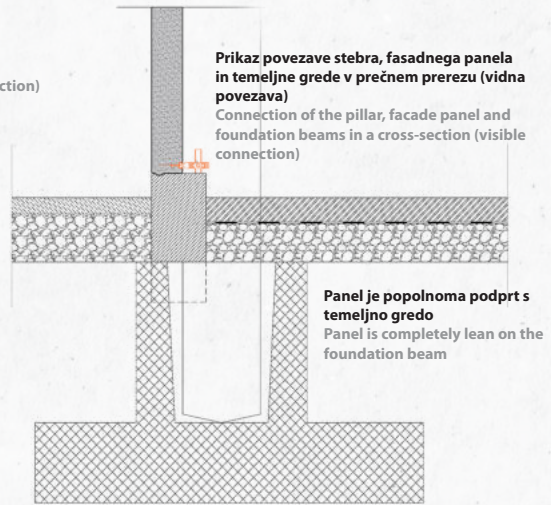 ction)
Prikaz povezave stebra, fasadnega panela
in temeljne grede v prečnem prerezu (vidna
povezava)
Connection of the pillar, facade panel and
foundation beams in a cross-section (visible
connection)
Panel je popolnoma podprt s
temeljno gredo
Panel is completely lean on the
foundation beam